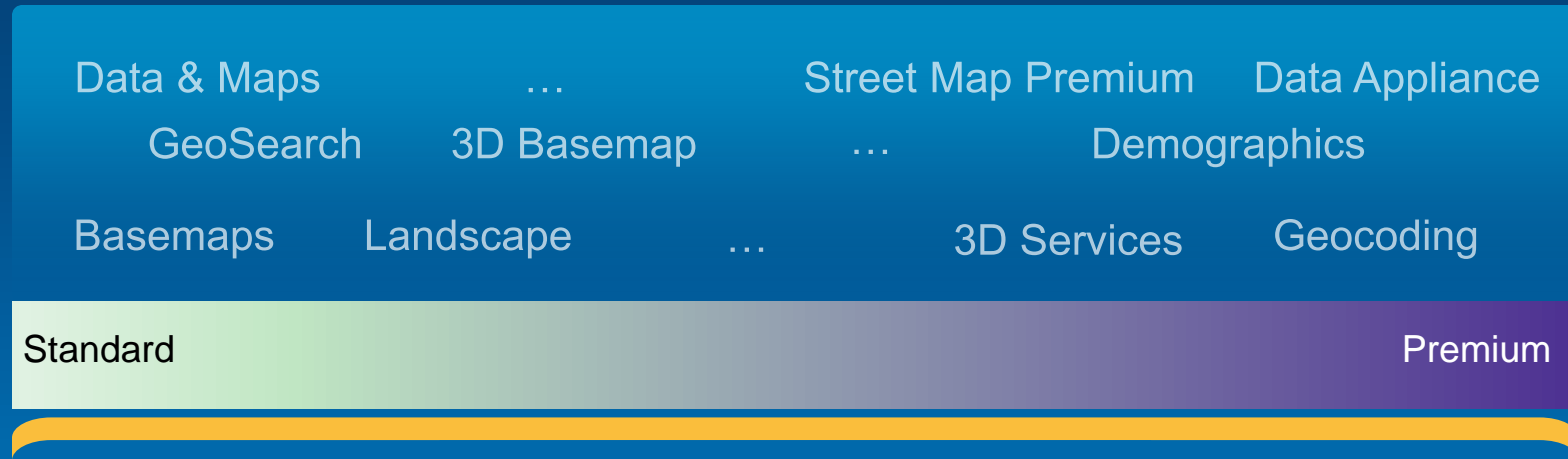 Data & Maps … Street Map Premium Data Appliance
GeoSearch 3D Basemap … Demographics
Basemaps Landscape … 3D Services Geocoding
Standard Premium